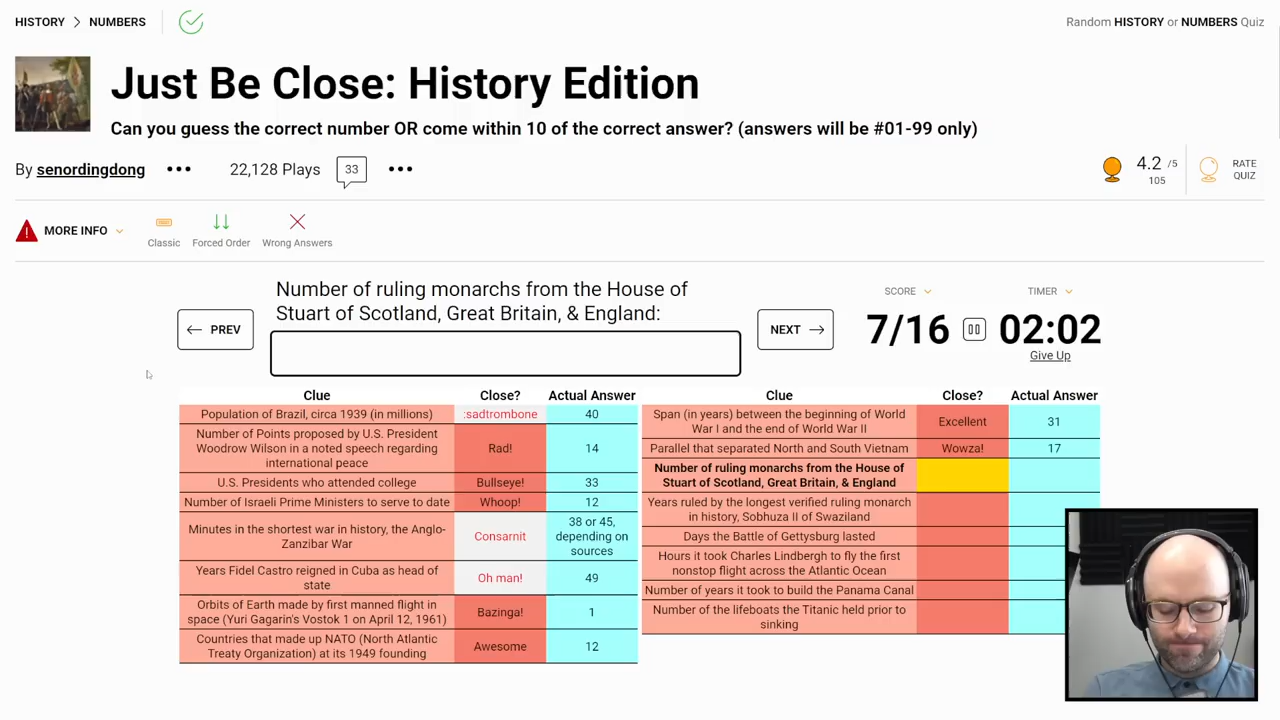 HISTORY > NUMBERS
Random HISTORY or NUMBERS Quiz
Just Be Close: History Edition
Can you guess the correct number OR come within 10 of the correct answer? (answers will be #01-99 only)
By senordingdong ••• 22,128 Plays 33 •••
4.2 /5
105
RATE
QUIZ
MORE INFO
Classic
Forced Order
Wrong Answers
← PREV
Number of ruling monarchs from the House of
Stuart of Scotland, Great Britain, & England:
NEXT →
SCORE
7/16
TIMER
02:02
Give Up
Clue Close? Actual Answer
Population of Brazil, circa 1939 (in millions) :sadtrombone 40
Number of Points proposed by U.S. President
Woodrow Wilson in a noted speech regarding
international peace
Rad! 14
U.S. Presidents who attended college Bullseye! 33
Number of Israeli Prime Ministers to serve to date Whoop! 12
Minutes in the shortest war in history, the Anglo-
Zanzibar War
Consarnit
38 or 45,
depending on
sources
Years Fidel Castro reigned in Cuba as head of
state
Oh man! 49
Orbits of Earth made by first manned flight in
space (Yuri Gagarin's Vostok 1 on April 12, 1961)
Bazinga! 1
Countries that made up NATO (North Atlantic
Treaty Organization) at its 1949 founding
Awesome 12
Clue Close? Actual Answer
Span (in years) between the beginning of World
War I and the end of World War II
Excellent 31
Parallel that separated North and South Vietnam Wowza! 17
Number of ruling monarchs from the House of
Stuart of Scotland, Great Britain, & England
Years ruled by the longest verified ruling monarch
in history, Sobhuza II of Swaziland
Days the Battle of Gettysburg lasted
Hours it took Charles Lindbergh to fly the first
nonstop flight across the Atlantic Ocean
Number of years it took to build the Panama Canal
Number of the lifeboats the Titanic held prior to
sinking